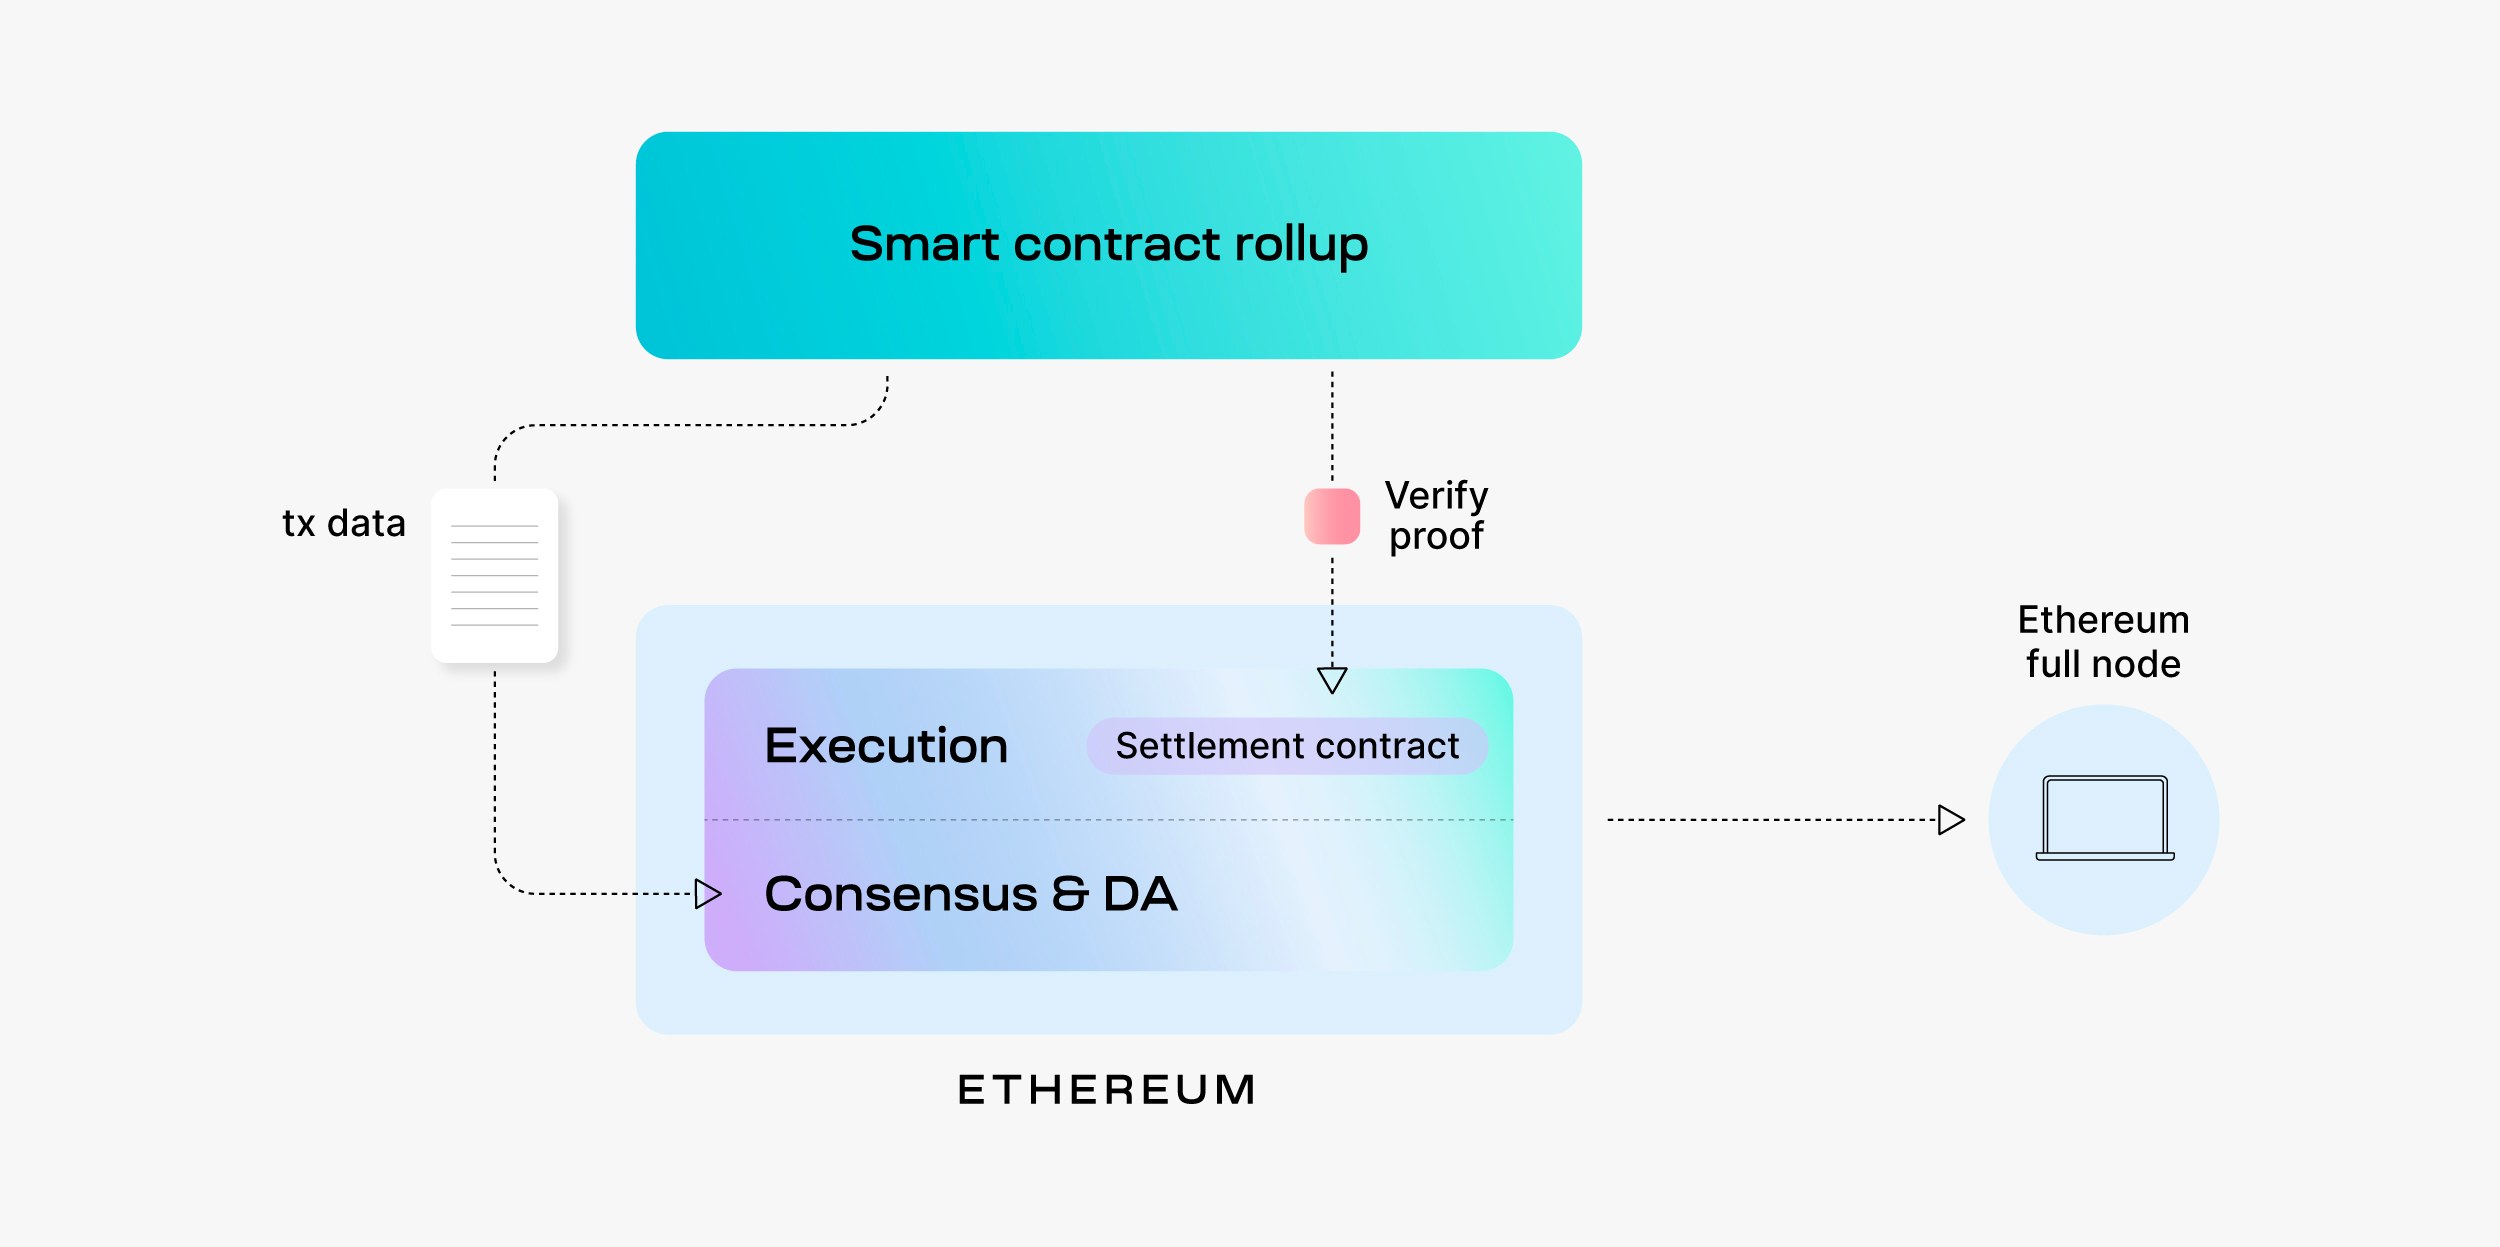 Smart contract rollup
tx data
Verify
proof
Ethereum
full node
Execution
Settlement contract
Consensus & DA
ETHEREUM